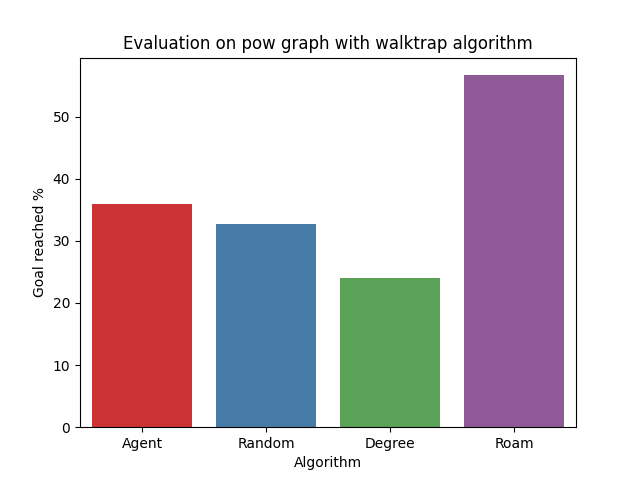 Evaluation on pow graph with walktrap algorithm
Goal reached %
50
40
30
20
10
0
Agent
Random
Degree
Roam
Algorithm